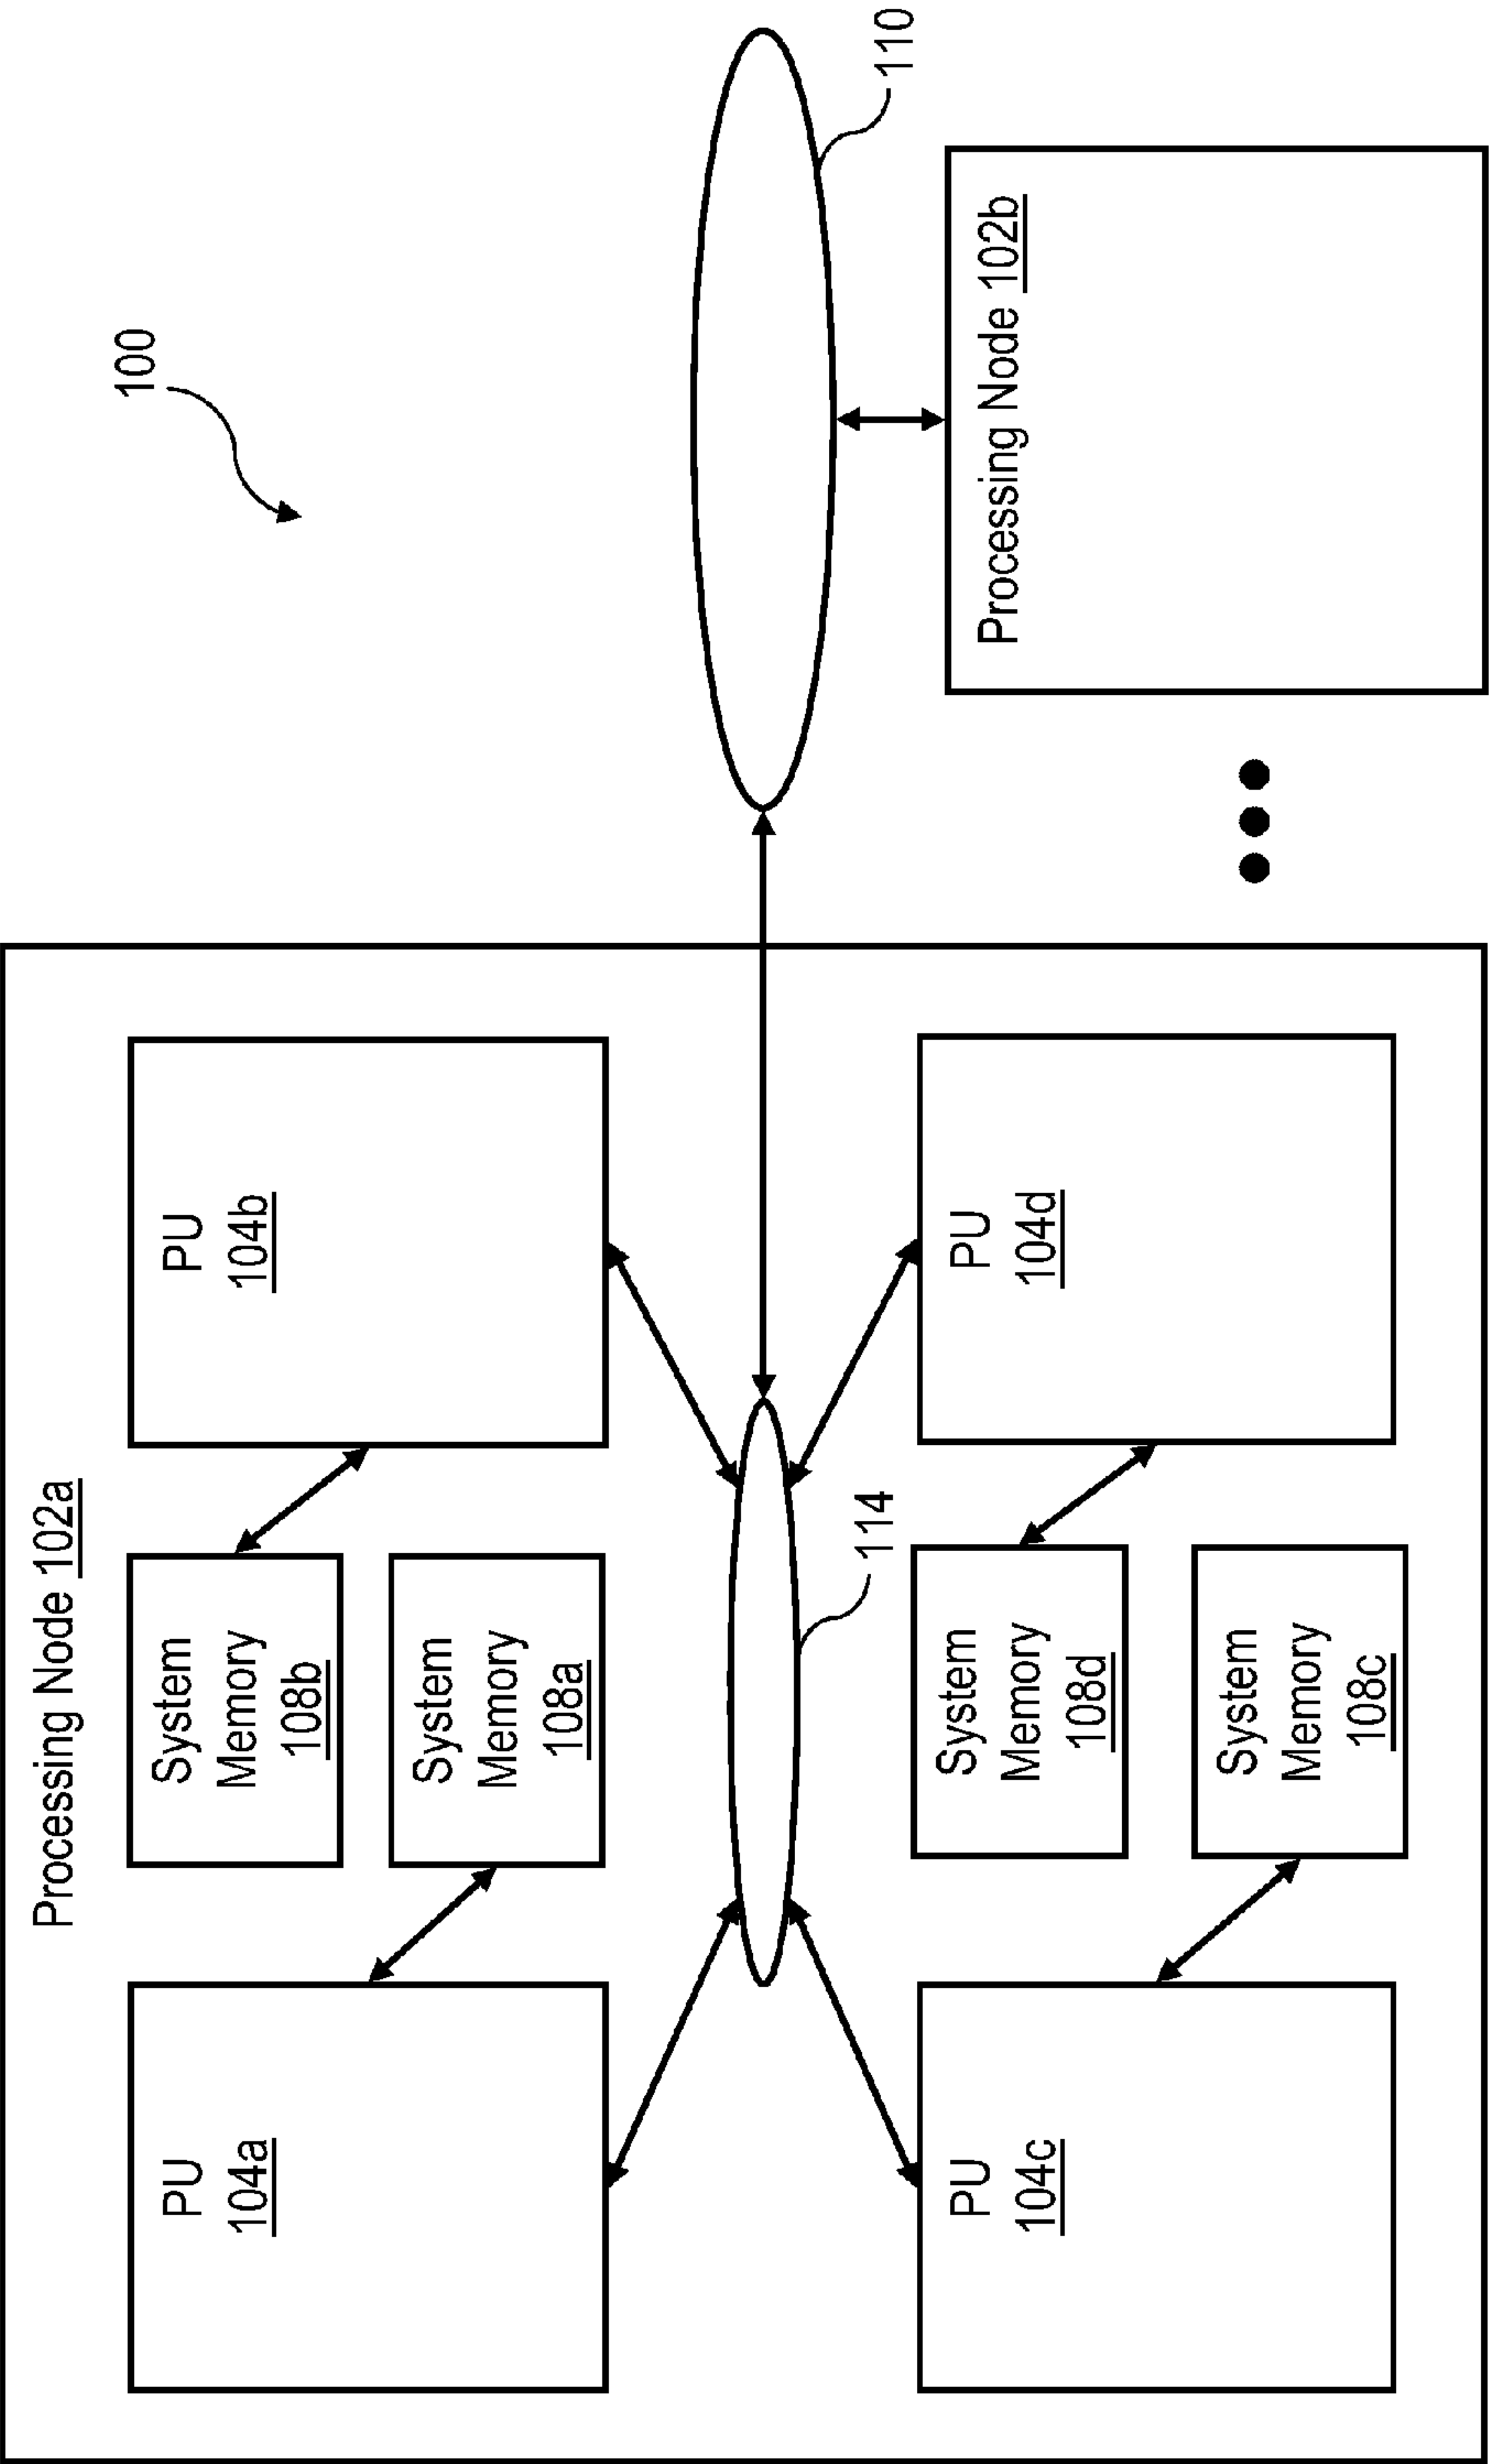 100
Processing Node 102a
PU
104a
System
Memory
108b
System
Memory
108a
PU
104b
114
110
PU
104c
System
Memory
108d
System
Memory
108c
PU
104d
Processing Node 102b